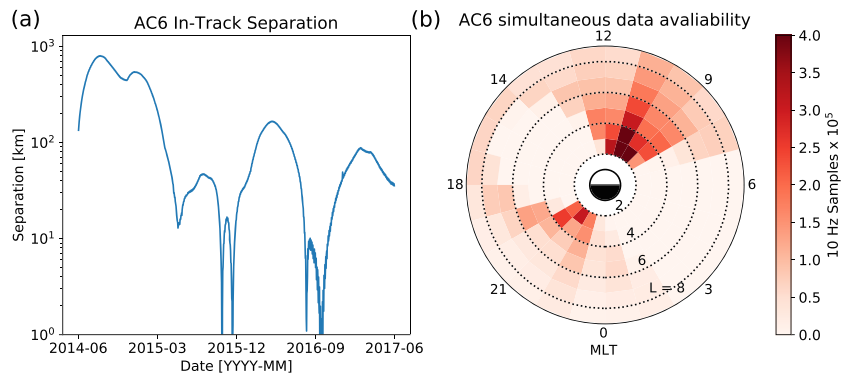 (a)
AC6 In-Track Separation
10³
10²
10¹
10⁰
Separation [km]
2014-06 2015-03 2015-12 2016-09 2017-06
Date [YYYY-MM]
(b)
AC6 simultaneous data avaliability
12
14 9
18 6
21 3
0
2
4
6
L = 8
MLT
4.0
3.5
3.0
2.5
2.0
1.5
1.0
0.5
0.0
10 Hz Samples x 10⁵